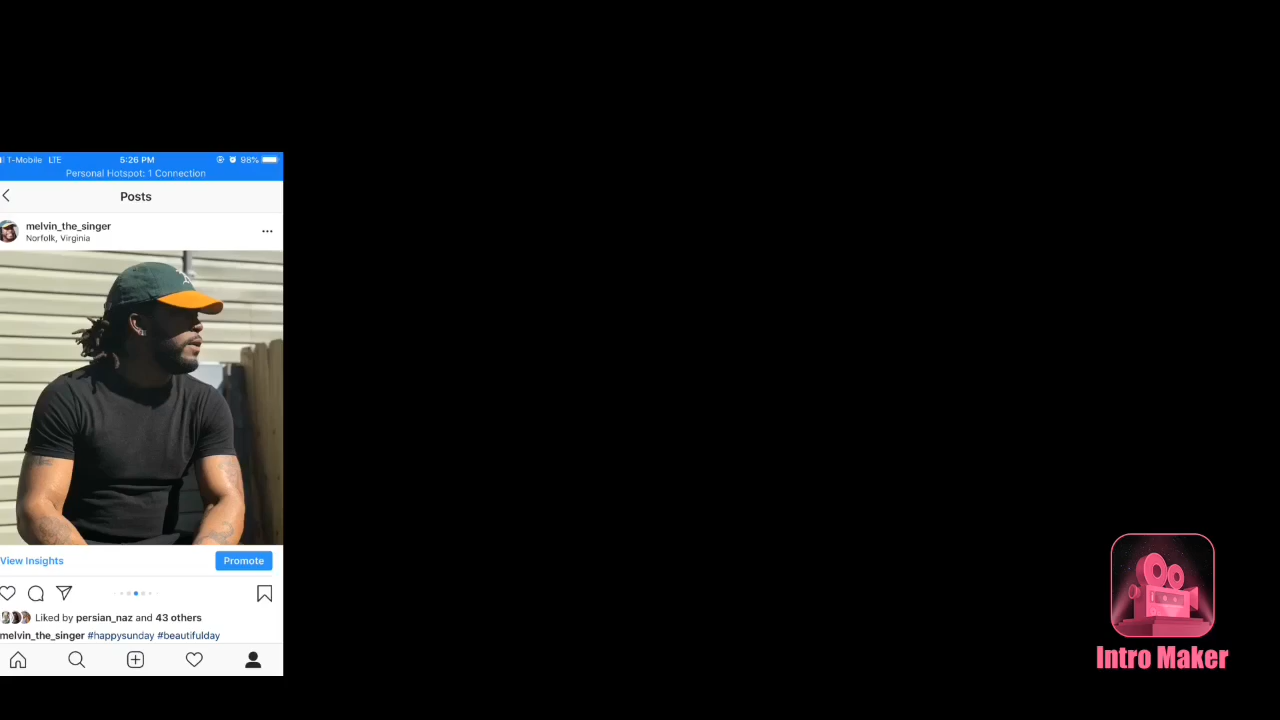 T-Mobile LTE 5:26 PM 98%
Personal Hotspot: 1 Connection
Posts
melvin_the_singer
Norfolk, Virginia
View Insights Promote
Liked by persian_naz and 43 others
melvin_the_singer #happysunday #beautifulday
Intro Maker